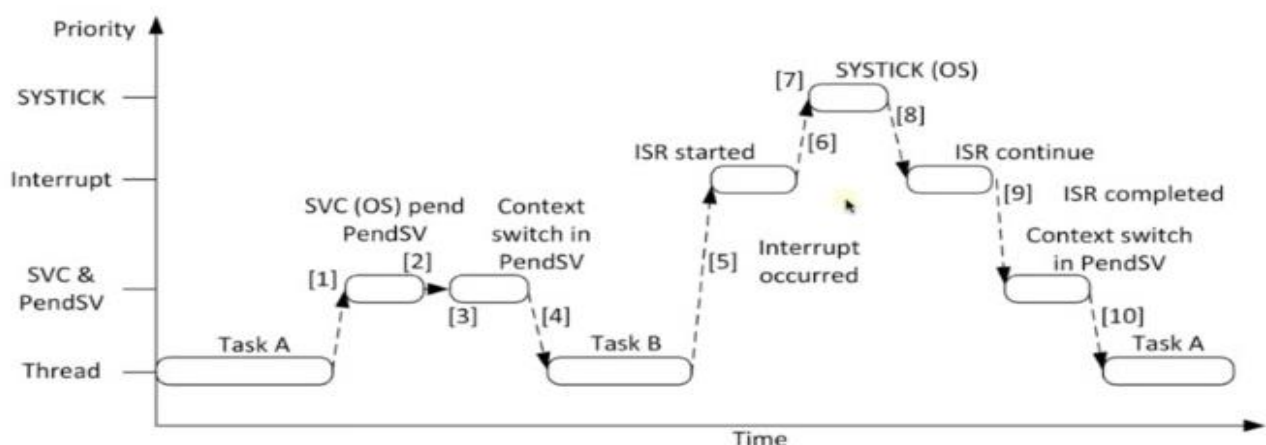 Priority
SYSTICK
Interrupt
SVC &
PendSV
Thread
Task A
[1]
SVC (OS) pend
PendSV
[2]
[3]
Context
switch in
PendSV
[4]
Task B
[5]
ISR started
Interrupt
occurred
[6]
[7]
SYSTICK (OS)
[8]
ISR continue
[9]
ISR completed
Context switch
in PendSV
[10]
Task A
Time